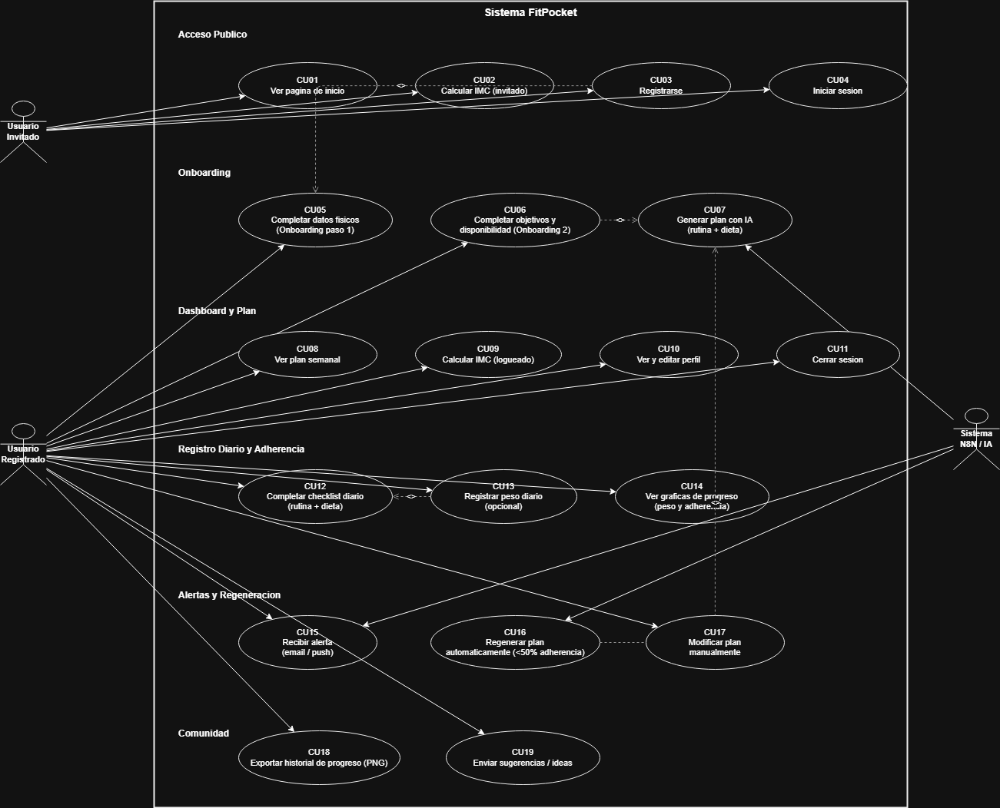 Sistema FitPocket
Acceso Publico
CU01
Ver pagina de inicio
CU02
Calcular IMC (invitado)
CU03
Registrarse
CU04
Iniciar sesion
Usuario
Invitado
Onboarding
CU05
Completar datos fisicos
(Onboarding paso 1)
CU06
Completar objetivos y
disponibilidad (Onboarding 2)
CU07
Generar plan con IA
(rutina + dieta)
Dashboard y Plan
CU08
Ver plan semanal
CU09
Calcular IMC (logueado)
CU10
Ver y editar perfil
CU11
Cerrar sesion
Usuario
Registrado
Sistema
N8N / IA
Registro Diario y Adherencia
CU12
Completar checklist diario
(rutina + dieta)
CU13
Registrar peso diario
(opcional)
CU14
Ver graficas de progreso
(peso y adherencia)
Alertas y Regeneracion
CU15
Recibir alerta
(email / push)
CU16
Regenerar plan
automaticamente (<50% adherencia)
CU17
Modificar plan
manualmente
Comunidad
CU18
Exportar historial de progreso (PNG)
CU19
Enviar sugerencias / ideas